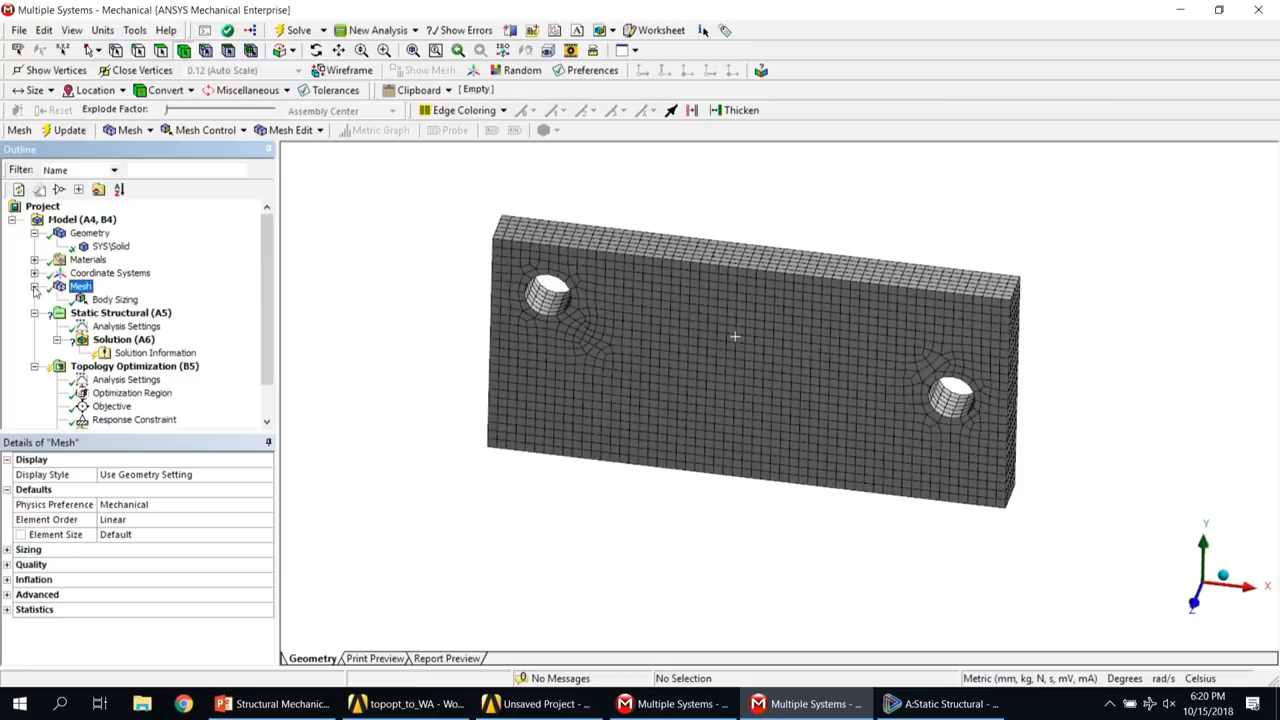 Multiple Systems - Mechanical [ANSYS Mechanical Enterprise]
File Edit View Units Tools Help Solve New Analysis ?/ Show Errors Worksheet
Show Vertices Close Vertices 0.12 (Auto Scale) Wireframe Show Mesh Random Preferences
Size Location Convert Miscellaneous Tolerances Clipboard [Empty]
Reset Explode Factor: Assembly Center Edge Coloring Thicken
Mesh Update Mesh Mesh Control Mesh Edit Metric Graph Probe
Outline
Filter: Name
Project
Model (A4, B4)
Geometry
SYS\Solid
Materials
Coordinate Systems
Mesh
Body Sizing
Static Structural (A5)
Analysis Settings
Solution (A6)
Solution Information
Topology Optimization (B5)
Analysis Settings
Optimization Region
Objective
Response Constraint
Details of "Mesh"
Display
Display Style Use Geometry Setting
Defaults
Physics Preference Mechanical
Element Order Linear
Element Size Default
Sizing
Quality
Inflation
Advanced
Statistics
Y
X
Z
Geometry Print Preview Report Preview
No Messages No Selection Metric (mm, kg, N, s, mV, mA) Degrees rad/s Celsius
Structural Mechanic... topopt_to_WA - Wo... Unsaved Project - ... Multiple Systems - ... Multiple Systems - ... A:Static Structural - ... 6:20 PM
10/15/2018